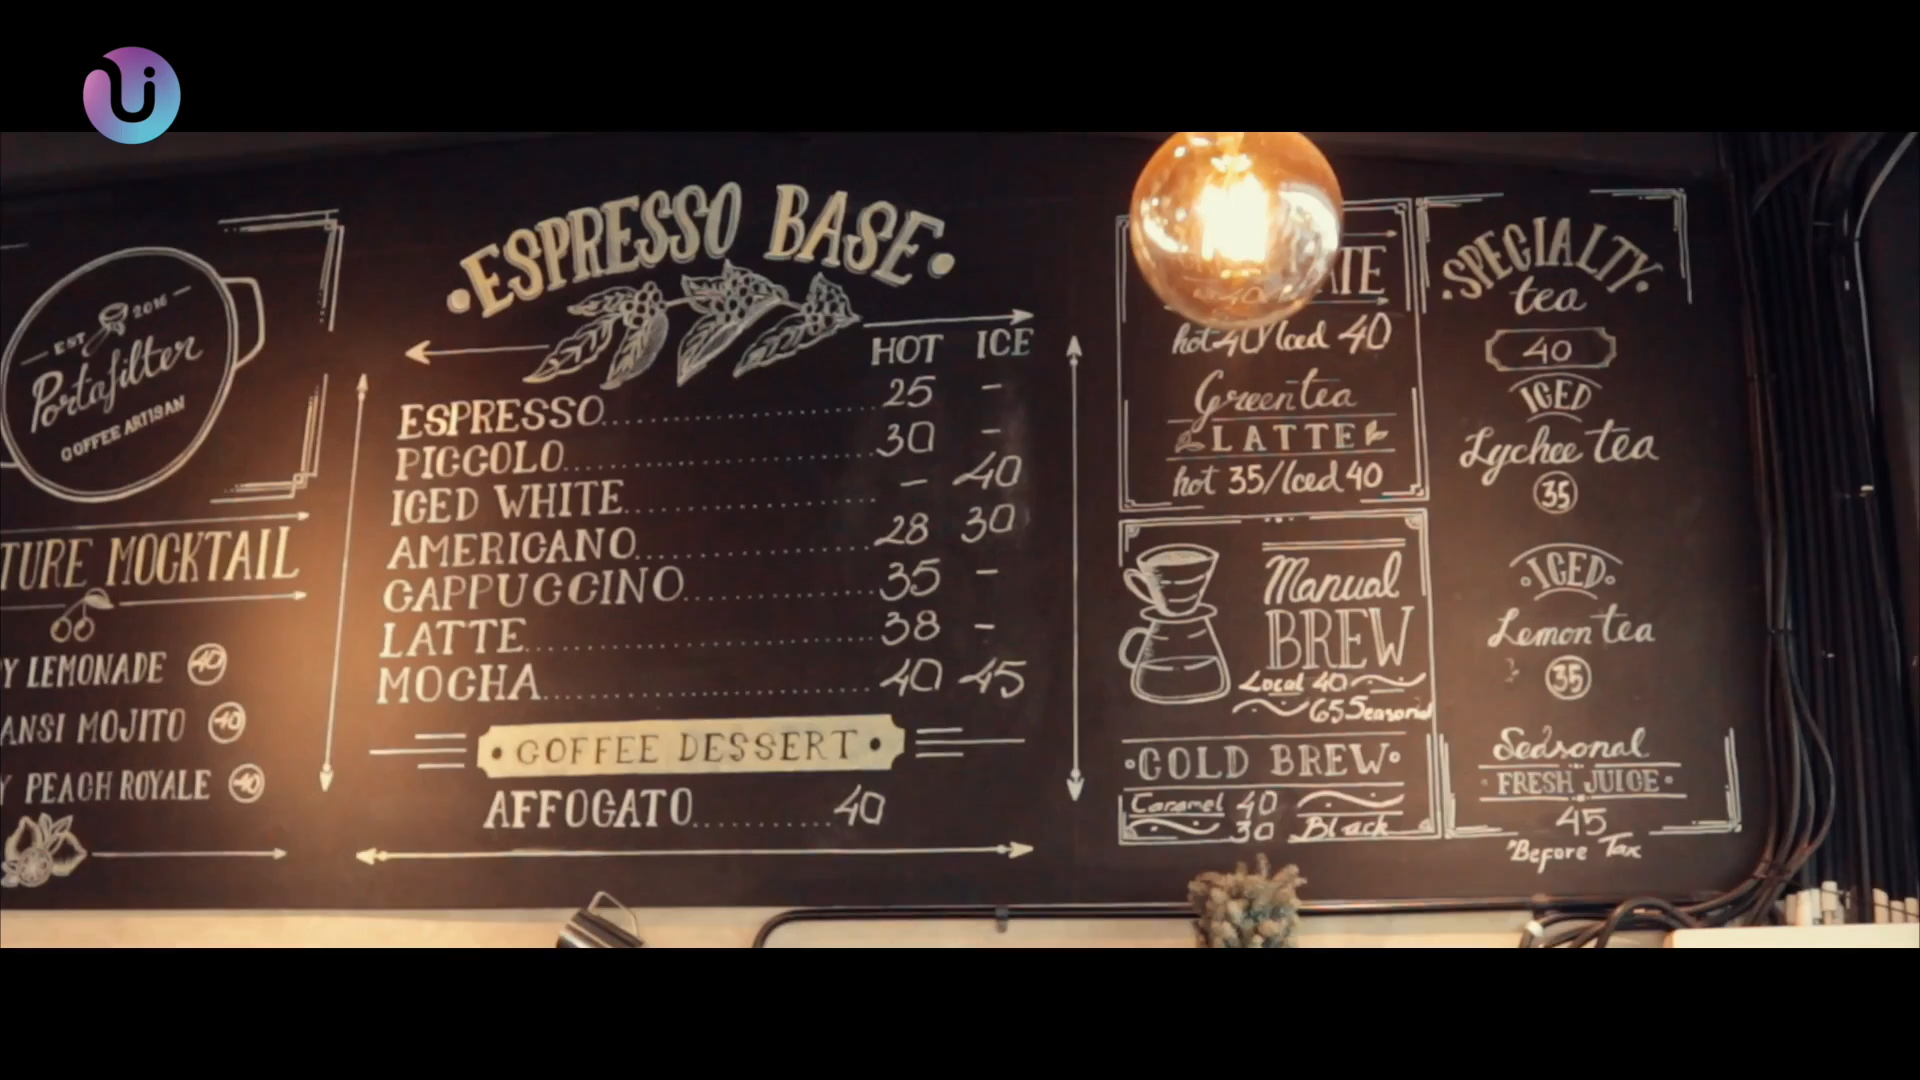 Ui
EST 2016
Portafilter
COFFEE ARTISAN
TURE MOCKTAIL
Y LEMONADE 40
ANSI MOJITO 40
Y PEACH ROYALE 40
ESPRESSO BASE
HOT ICE
ESPRESSO 25 -
PICCOLO 30 -
ICED WHITE - 40
AMERICANO 28 30
CAPPUCCINO 35 -
LATTE 38 -
MOCHA 40 45
COFFEE DESSERT
AFFOGATO 40
ATE
hot 40/Iced 40
Green tea
LATTE
hot 35/Iced 40
Manual
BREW
Local 40
65 Seasonal
COLD BREW
Caramel 40
30 Black
SPECIALTY
tea
40
ICED
Lychee tea
35
ICED
Lemon tea
35
Seasonal
FRESH JUICE
45
"Before Tax